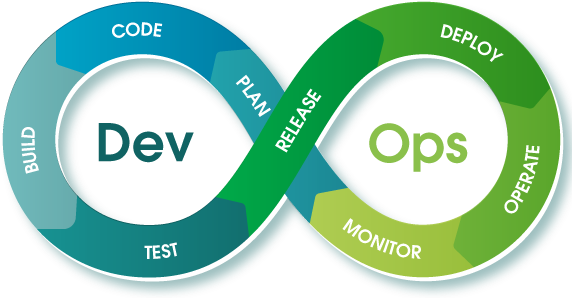 CODE
DEPLOY
PLAN
RELEASE
Dev
Ops
BUILD
OPERATE
TEST
MONITOR